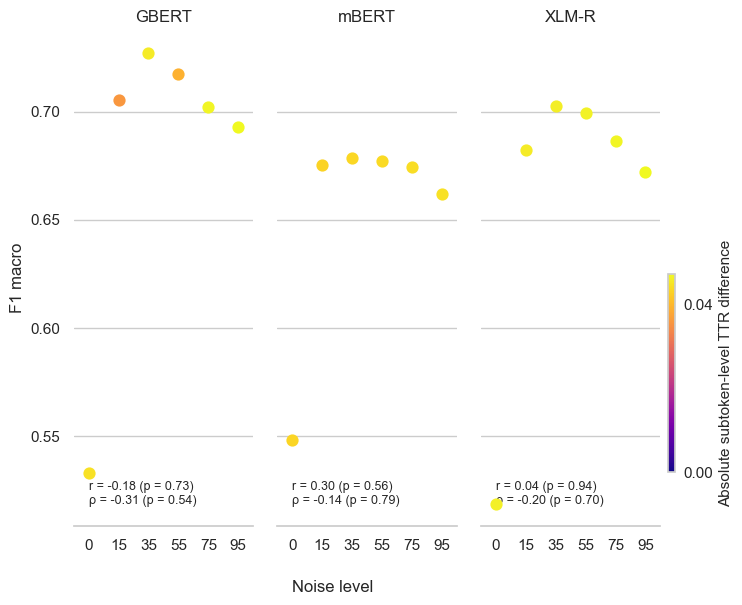 GBERT mBERT XLM-R
F1 macro
0.70
0.65
0.60
0.55
r = -0.18 (p = 0.73)
ρ = -0.31 (p = 0.54)
r = 0.30 (p = 0.56)
ρ = -0.14 (p = 0.79)
r = 0.04 (p = 0.94)
ρ = -0.20 (p = 0.70)
0 15 35 55 75 95 0 15 35 55 75 95 0 15 35 55 75 95
Noise level
0.04
0.00
Absolute subtoken-level TTR difference